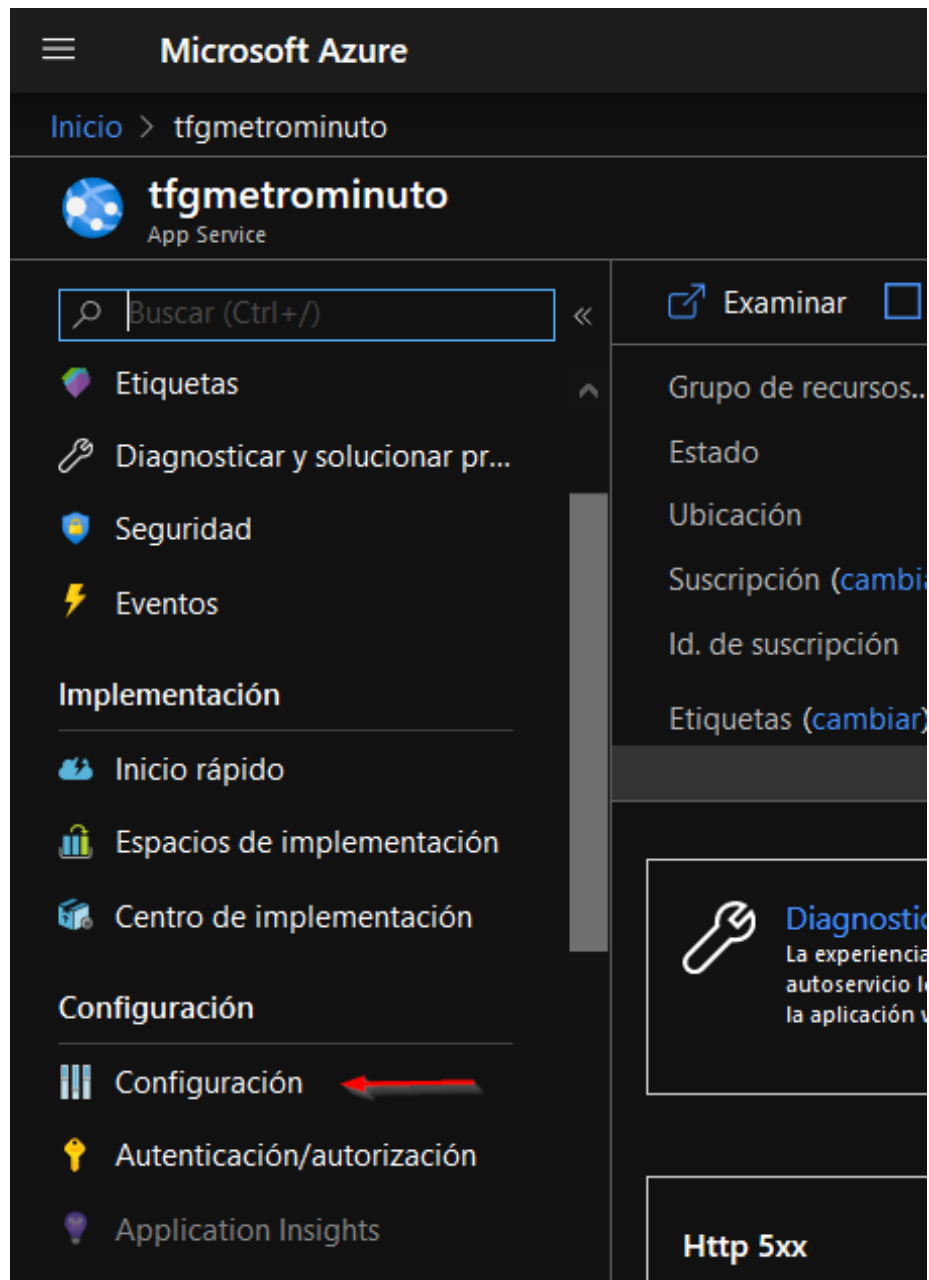 Microsoft Azure
Inicio > tfgmetrominuto
tfgmetrominuto
App Service
Buscar (Ctrl+/)
«
Etiquetas
Diagnosticar y solucionar pr...
Seguridad
Eventos
Implementación
Inicio rápido
Espacios de implementación
Centro de implementación
Configuración
Configuración
Autenticación/autorización
Application Insights
Examinar
Grupo de recursos..
Estado
Ubicación
Suscripción (cambia
Id. de suscripción
Etiquetas (cambiar)
Diagnostic
La experiencia
autoservicio l
la aplicación v
Http 5xx